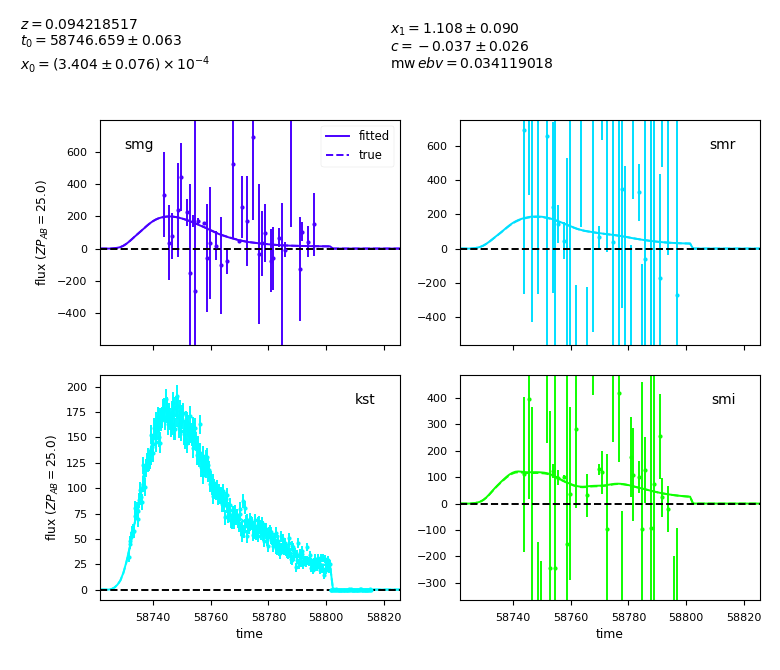 z = 0.094218517
t₀ = 58746.659 ± 0.063
x₀ = (3.404 ± 0.076) × 10⁻⁴
x₁ = 1.108 ± 0.090
c = −0.037 ± 0.026
mw ebv = 0.034119018
smg
fitted
true
600
400
200
0
−200
−400
flux (ZP_AB = 25.0)
smr
600
400
200
0
−200
−400
kst
200
175
150
125
100
75
50
25
0
flux (ZP_AB = 25.0)
58740 58760 58780 58800 58820
time
smi
400
300
200
100
0
−100
−200
−300
58740 58760 58780 58800 58820
time